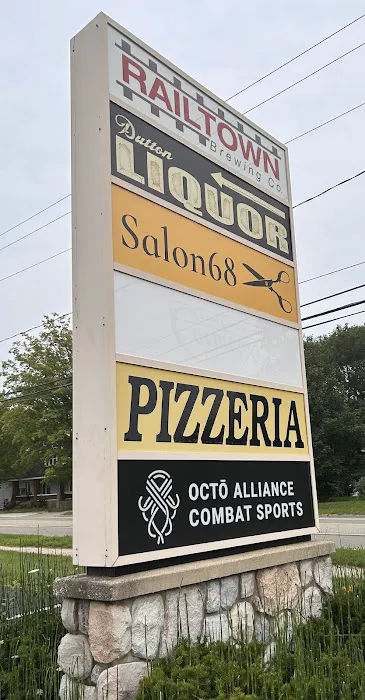 RAILTOWN
Brewing Co.
Dutton
LIQUOR
Salon68
PIZZERIA
OCTŌ ALLIANCE
COMBAT SPORTS